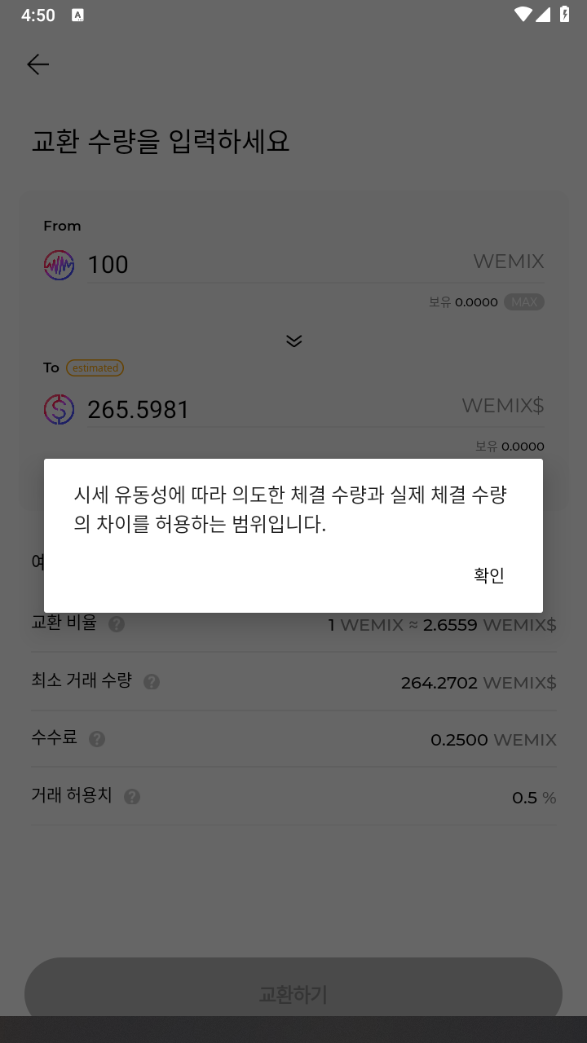 4:50
A
교환 수량을 입력하세요
From
100 WEMIX
보유 0.0000 MAX
To estimated
265.5981 WEMIX$
보유 0.0000
시세 유동성에 따라 의도한 체결 수량과 실제 체결 수량
의 차이를 허용하는 범위입니다.
확인
예
교환 비율 ? 1 WEMIX ≈ 2.6559 WEMIX$
최소 거래 수량 ? 264.2702 WEMIX$
수수료 ? 0.2500 WEMIX
거래 허용치 ? 0.5 %
교환하기